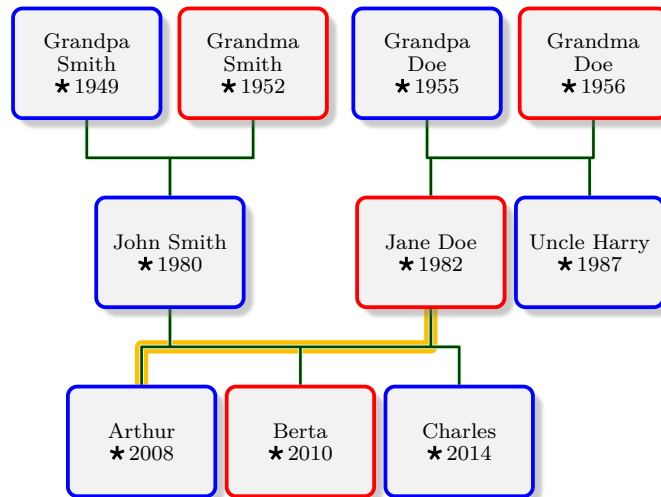 Grandpa
Smith
★ 1949
Grandma
Smith
★ 1952
Grandpa
Doe
★ 1955
Grandma
Doe
★ 1956
John Smith
★ 1980
Jane Doe
★ 1982
Uncle Harry
★ 1987
Arthur
★ 2008
Berta
★ 2010
Charles
★ 2014